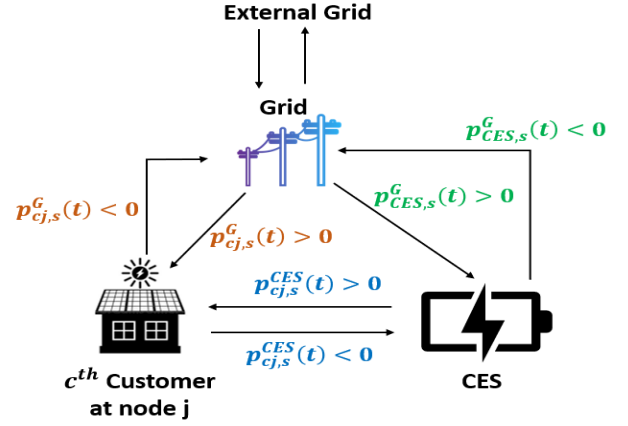 External Grid
Grid
$p^{G}_{CES,s}(t) < 0$
$p^{G}_{CES,s}(t) > 0$
$p^{G}_{cj,s}(t) < 0$
$p^{G}_{cj,s}(t) > 0$
$p^{CES}_{cj,s}(t) > 0$
$p^{CES}_{cj,s}(t) < 0$
$c^{th}$ Customer
at node j
CES